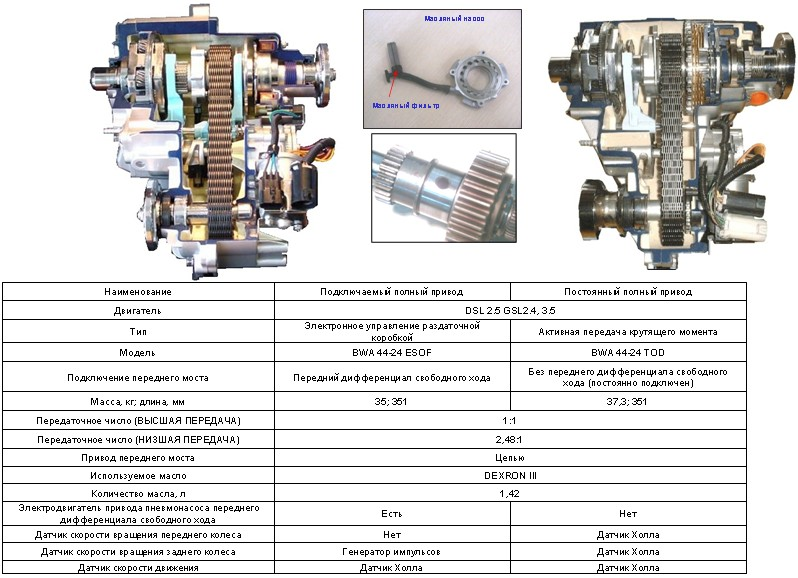 Масляный насос
Масляный фильтр
Наименование Подключаемый полный привод Постоянный полный привод
Двигатель DSL 2.5 GSL2.4, 3.5
Тип Электронное управление раздаточной коробкой Активная передача крутящего момента
Модель BWA 44-24 ESOF BWA 44-24 TOD
Подключение переднего моста Передний дифференциал свободного хода Без переднего дифференциала свободного хода (постоянно подключен)
Масса, кг; длина, мм 35; 351 37,3; 351
Передаточное число (ВЫСШАЯ ПЕРЕДАЧА) 1:1
Передаточное число (НИЗШАЯ ПЕРЕДАЧА) 2,48:1
Привод переднего моста Цепью
Используемое масло DEXRON III
Количество масла, л 1,42
Электродвигатель привода пневмонасоса переднего дифференциала свободного хода Есть Нет
Датчик скорости вращения переднего колеса Нет Датчик Холла
Датчик скорости вращения заднего колеса Генератор импульсов Датчик Холла
Датчик скорости движения Датчик Холла Датчик Холла